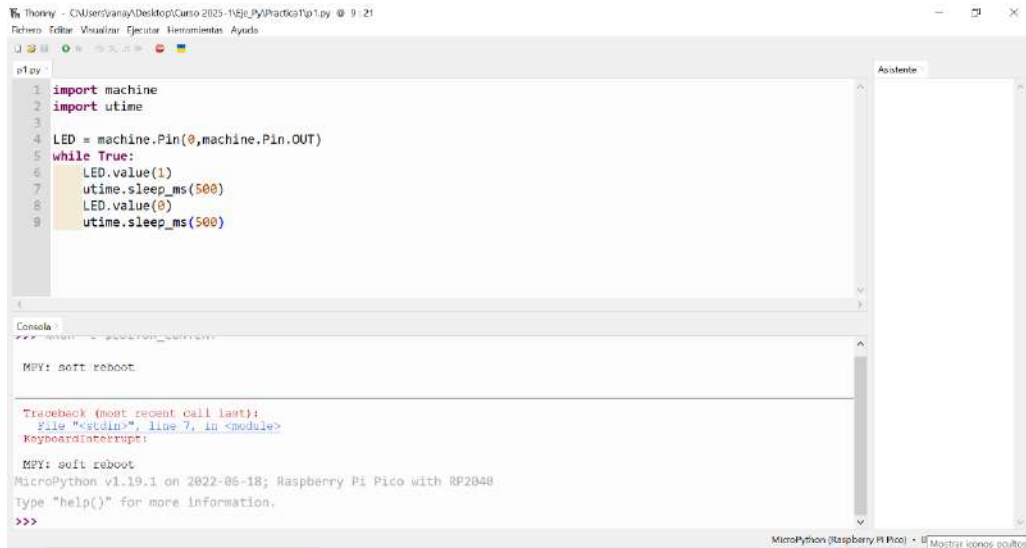 Thonny - C:\Users\vanay\Desktop\Curso 2025-1\Eje_Py\Practica1\p1.py @ 9:21
Fichero Editar Visualizar Ejecutar Herramientas Ayuda
p1.py
Asistente
1 import machine
2 import utime
3
4 LED = machine.Pin(0,machine.Pin.OUT)
5 while True:
6 LED.value(1)
7 utime.sleep_ms(500)
8 LED.value(0)
9 utime.sleep_ms(500)
Consola
MPY: soft reboot
Traceback (most recent call last):
File "<stdin>", line 7, in <module>
KeyboardInterrupt:
MPY: soft reboot
MicroPython v1.19.1 on 2022-06-18; Raspberry Pi Pico with RP2040
Type "help()" for more information.
>>>
MicroPython (Raspberry Pi Pico) •
Mostrar iconos ocultos